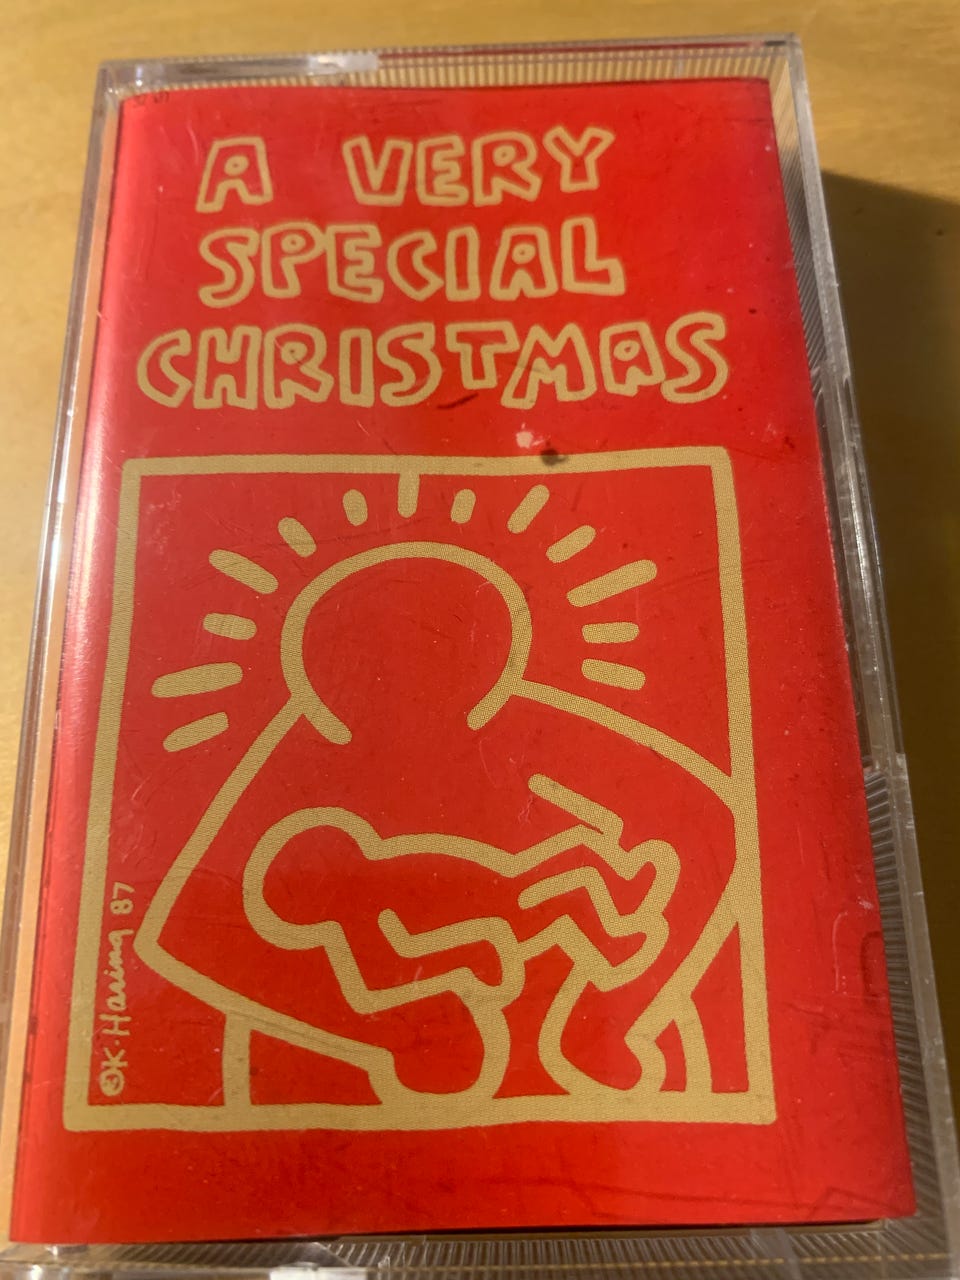 A VERY
SPECIAL
CHRISTMAS
©K·Haring 87